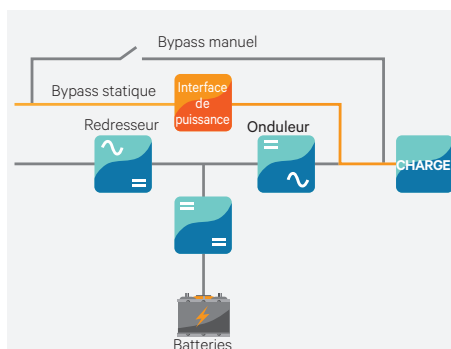 Bypass manuel
Bypass statique
Interface
de
puissance
Redresseur
Onduleur
CHARGE
Batteries